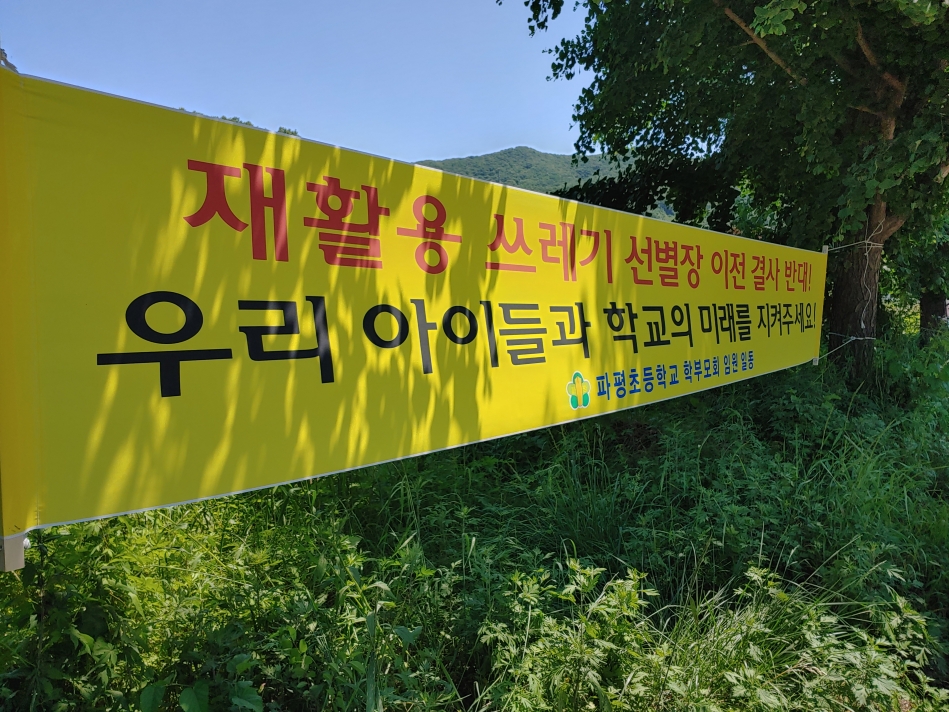 재활용 쓰레기 선별장 이전 결사 반대!
우리 아이들과 학교의 미래를 지켜주세요!
파평초등학교 학부모회 임원 일동